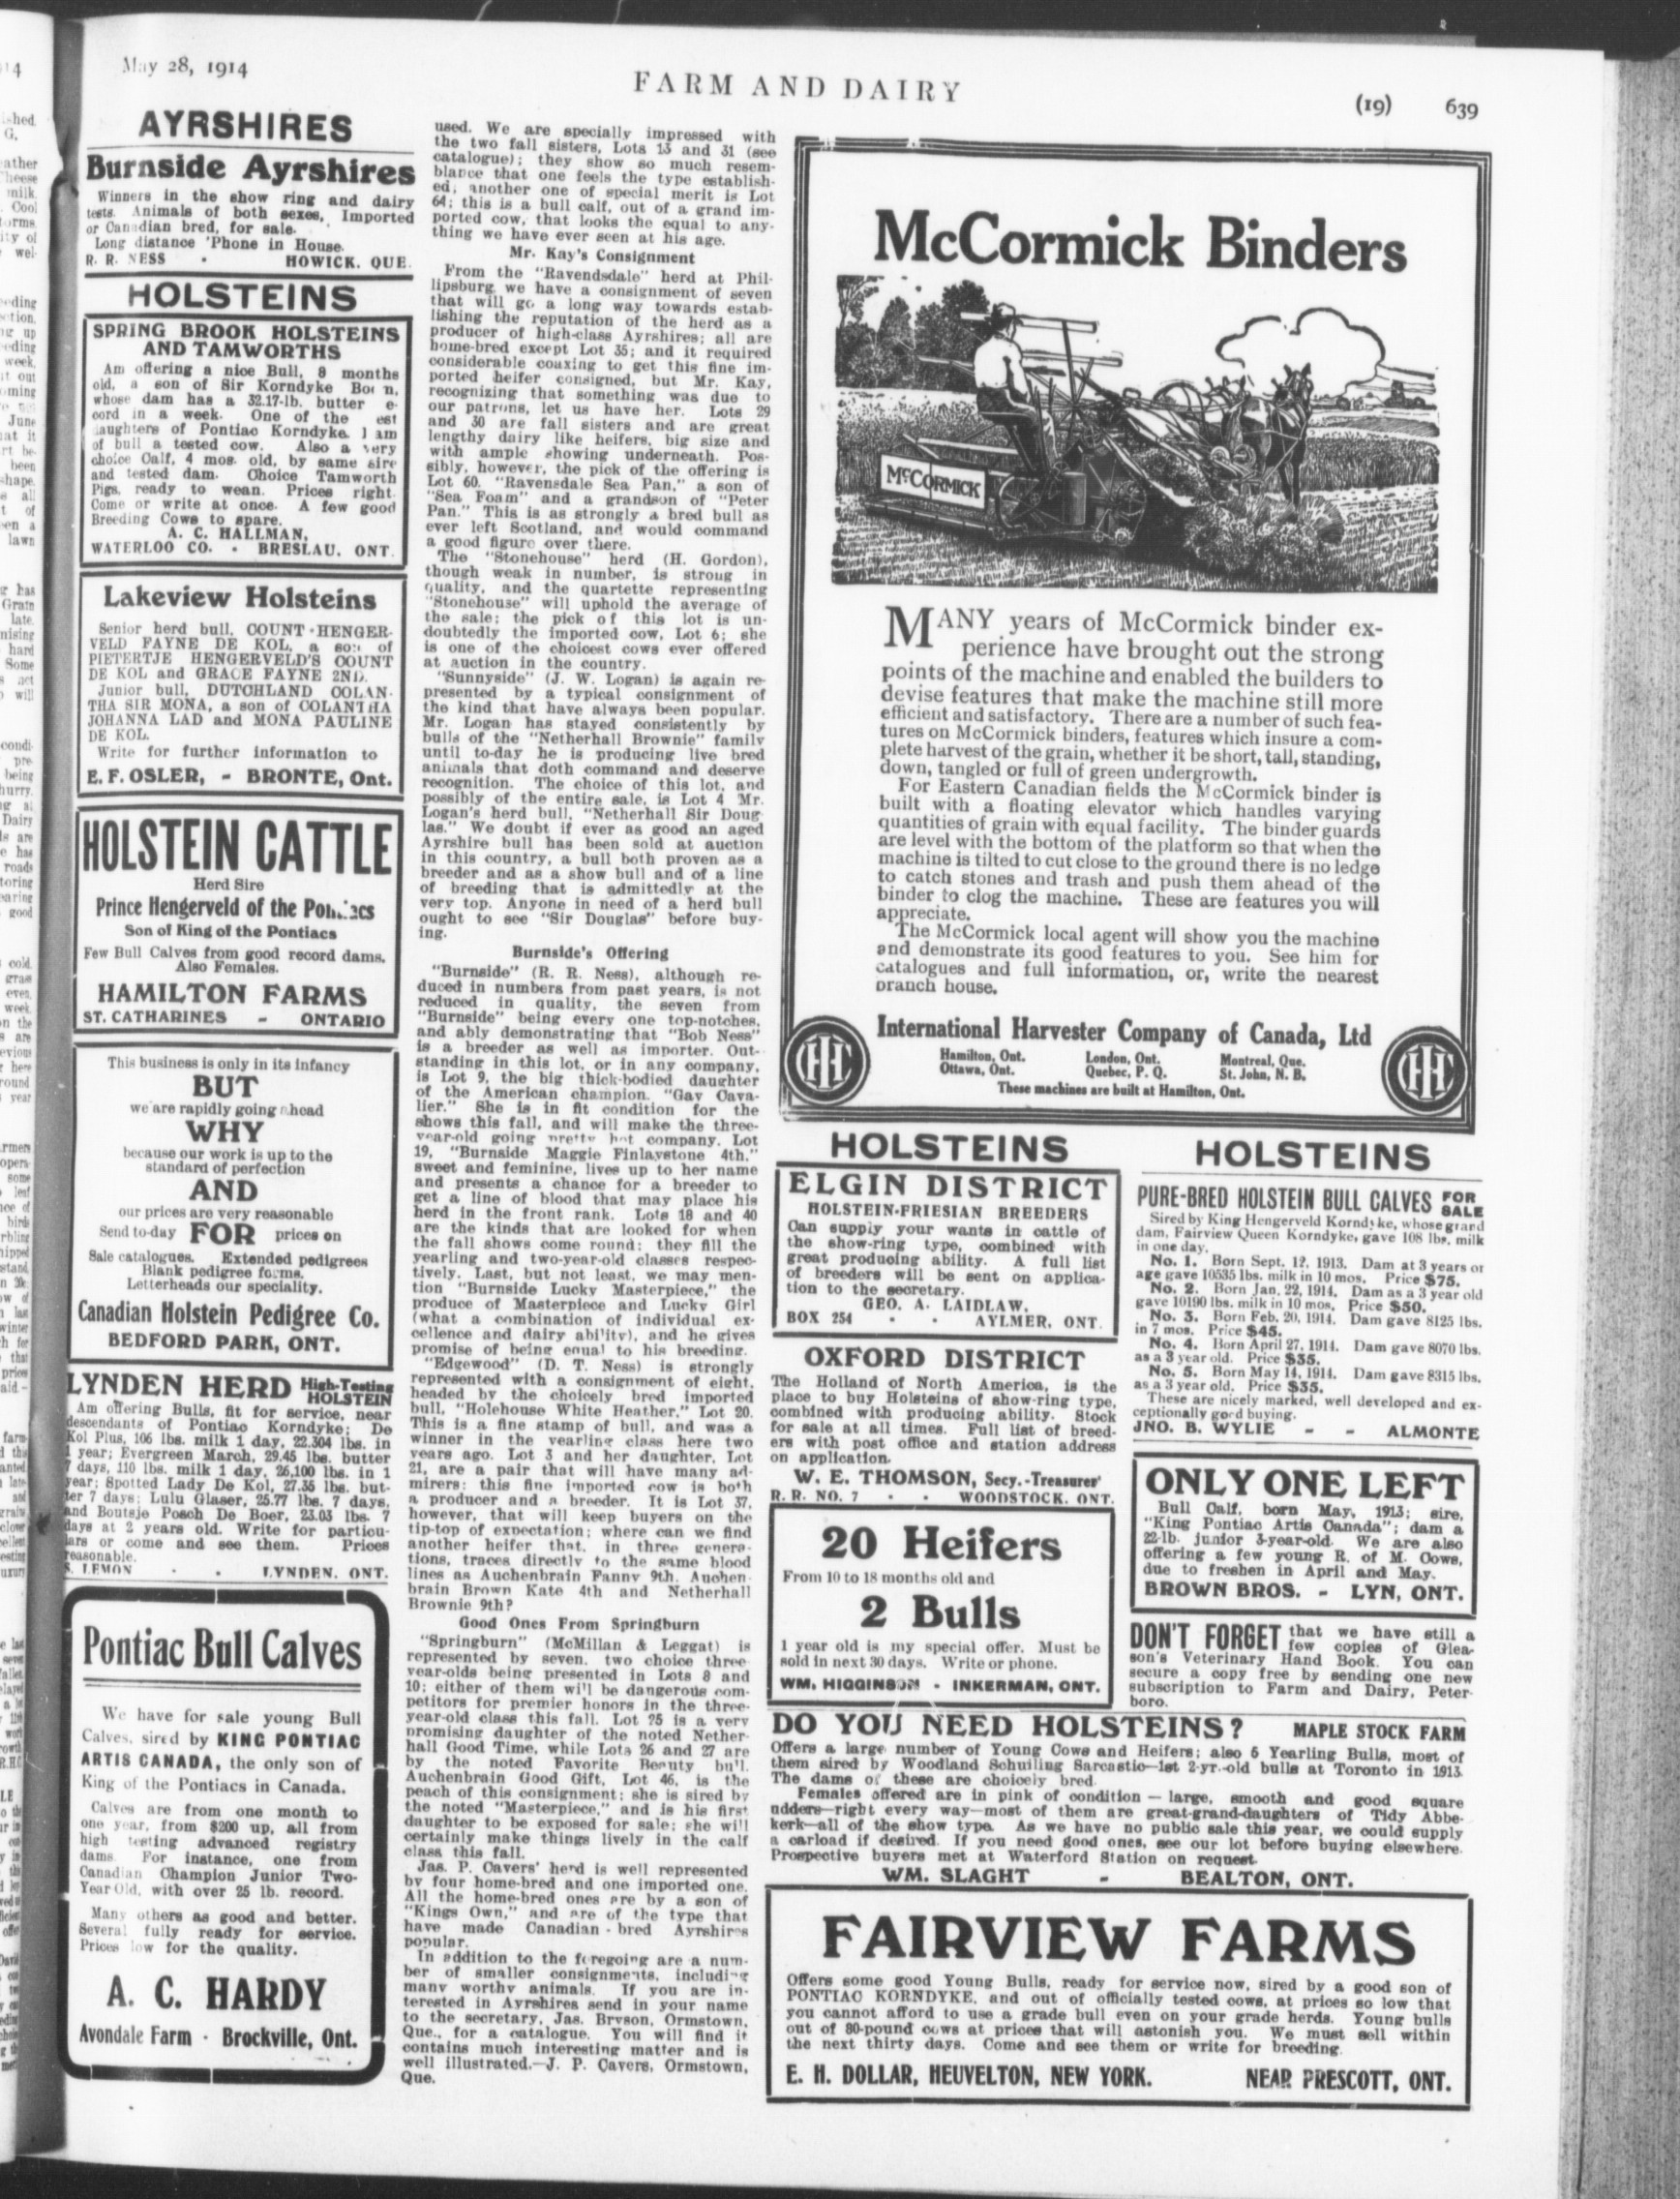 May 28, 1914
FARM AND DAIRY
(19) 639
AYRSHIRES
Burnside Ayrshires
Winners in the show ring and dairy
tests. Animals of both sexes, Imported
or Canadian bred, for sale.
Long distance 'Phone in House.
R. R. NESS - HOWICK, QUE.
HOLSTEINS
SPRING BROOK HOLSTEINS
AND TAMWORTHS
Am offering a nice Bull, 8 months
old, a son of Sir Korndyke
whose dam has a 32.17-lb. butter
cord in a week. One of the
of Pontiac Korndyke. I am
of bull a tested cow. Also a very
choice Calf, 4 mos. old, by same sire
and tested dam. Choice Tamworth
Pigs, ready to wean. Prices right.
Come or write at once. A few good
Breeding Cows to spare.
A. C. HALLMAN,
WATERLOO CO. - BRESLAU, ONT.
Lakeview Holsteins
Senior herd bull, COUNT HENGER-
VELD FAYNE DE KOL, a son of
PIETERTJE HENGERVELD'S COUNT
DE KOL and GRACE FAYNE 2ND.
Junior bull, DUTCHLAND COLAN-
THA SIR MONA, a son of COLANTHA
JOHANNA LAD and MONA PAULINE
DE KOL.
Write for further information to
E. F. OSLER, - BRONTE, Ont.
HOLSTEIN CATTLE
Herd Sire
Prince Hengerveld of the Pontiacs
Son of King of the Pontiacs
Few Bull Calves from good record dams.
Also Females.
HAMILTON FARMS
ST. CATHARINES - ONTARIO
This business is only in its infancy
BUT
we are rapidly going ahead
WHY
because our work is up to the
standard of perfection
AND
our prices are very reasonable
Send to-day FOR prices on
Sale catalogues. Extended pedigrees
Blank pedigree forms.
Letterheads our speciality.
Canadian Holstein Pedigree Co.
BEDFORD PARK, ONT.
LYNDEN HERD High-Testing
HOLSTEIN
Am offering Bulls, fit for service, near
descendants of Pontiac Korndyke; De
Kol Plus, 106 lbs. milk 1 day, 22.304 lbs. in
1 year; Evergreen March, 29.45 lbs. butter
7 days, 110 lbs. milk 1 day, 26,100 lbs. in 1
year; Spotted Lady De Kol, 27.35 lbs. but-
ter 7 days; Lulu Glaser, 25.77 lbs. 7 days,
and Boutsje Posch De Boer, 23.03 lbs. 7
days at 2 years old. Write for particu-
lars or come and see them. Prices
reasonable.
S. LEMON - - LYNDEN, ONT.
Pontiac Bull Calves
We have for sale young Bull
Calves, sired by KING PONTIAC
ARTIS CANADA, the only son of
King of the Pontiacs in Canada.
Calves are from one month to
one year, from $200 up, all from
high testing advanced registry
dams. For instance, one from
Canadian Champion Junior Two-
Year Old, with over 25 lb. record.
Many others as good and better.
Several fully ready for service.
Prices low for the quality.
A. C. HARDY
Avondale Farm - Brockville, Ont.
used. We are specially impressed with
the two fall sisters, Lots 13 and 31 (see
catalogue); they show so much resem-
blance that one feels the type establish-
ed; another one of special merit is Lot
64; this is a bull calf, out of a grand im-
ported cow, that looks the equal to any-
thing we have ever seen at his age.
Mr. Kay's Consignment
From the "Ravendsdale" herd at Phil-
lipsburg we have a consignment of seven
that will go a long way towards estab-
lishing the reputation of the herd as a
producer of high-class Ayrshires; all are
home-bred except Lot 35; and it required
considerable coaxing to get this fine im-
ported heifer consigned, but Mr. Kay,
recognizing that something was due to
our patrons, let us have her. Lots 29
and 30 are fall sisters and are great
lengthy dairy like heifers, big size and
with ample showing underneath. Pos-
sibly, however, the pick of the offering is
Lot 60. "Ravensdale Sea Pan," a son of
"Sea Foam" and a grandson of "Peter
Pan." This is as strongly a bred bull as
ever left Scotland, and would command
a good figure over there.
The "Stonehouse" herd (H. Gordon),
though weak in number, is strong in
quality, and the quartette representing
"Stonehouse" will uphold the average of
the sale; the pick of this lot is un-
doubtedly the imported cow, Lot 6; she
is one of the choicest cows ever offered
at auction in the country.
"Sunnyside" (J. W. Logan) is again re-
presented by a typical consignment of
the kind that have always been popular.
Mr. Logan has stayed consistently by
bulls of the "Netherhall Brownie" family
until to-day he is producing live bred
animals that doth command and deserve
recognition. The choice of this lot, and
possibly of the entire sale, is Lot 4 Mr.
Logan's herd bull, "Netherhall Sir Doug
las." We doubt if ever as good an aged
Ayrshire bull has been sold at auction
in this country, a bull both proven as a
breeder and as a show bull and of a line
of breeding that is admittedly at the
very top. Anyone in need of a herd bull
ought to see "Sir Douglas" before buy-
ing.
Burnside's Offering
"Burnside" (R. R. Ness), although re-
duced in numbers from past years, is not
reduced in quality, the seven from
"Burnside" being every one top-notches,
and ably demonstrating that "Bob Ness"
is a breeder as well as importer. Out-
standing in this lot, or in any company,
is Lot 9, the big thick-bodied daughter
of the American champion. "Gay Cava-
lier." She is in fit condition for the
shows this fall, and will make the three-
year-old going pretty hot company. Lot
19, "Burnside Maggie Finlaystone 4th,"
sweet and feminine, lives up to her name
and presents a chance for a breeder to
get a line of blood that may place his
herd in the front rank. Lots 18 and 40
are the kinds that are looked for when
the fall shows come round; they fill the
yearling and two-year-old classes respec-
tively. Last, but not least, we may men-
tion "Burnside Lucky Masterpiece," the
produce of Masterpiece and Lucky Girl
(what a combination of individual ex-
cellence and dairy ability), and he gives
promise of being equal to his breeding.
"Edgewood" (D. T. Ness) is strongly
represented with a consignment of eight,
headed by the choicely bred imported
bull, "Holehouse White Heather," Lot 20.
This is a fine stamp of bull, and was a
winner in the yearling class here two
years ago. Lot 3 and her daughter, Lot
21, are a pair that will have many ad-
mirers; this fine imported cow is both
a producer and a breeder. It is Lot 37,
however, that will keep buyers on the
tip-top of expectation; where can we find
another heifer that, in three genera-
tions, traces directly to the same blood
lines as Auchenbrain Fanny 9th, Auchen-
brain Brown Kate 4th and Netherhall
Brownie 9th?
Good Ones From Springburn
"Springburn" (McMillan & Leggat) is
represented by seven, two choice three
year-olds being presented in Lots 8 and
10; either of them will be dangerous com-
petitors for premier honors in the three-
year-old class this fall. Lot 25 is a very
promising daughter of the noted Nether-
hall Good Time, while Lots 26 and 27 are
by the noted Favorite Beauty bull.
Auchenbrain Good Gift, Lot 46, is the
peach of this consignment; she is sired by
the noted "Masterpiece," and is his first
daughter to be exposed for sale; she will
certainly make things lively in the calf
class this fall.
Jas. P. Cavers' herd is well represented
by four home-bred and one imported one.
All the home-bred ones are by a son of
"Kings Own," and are of the type that
have made Canadian-bred Ayrshires
popular.
In addition to the foregoing are a num-
ber of smaller consignments, including
many worthy animals. If you are in-
terested in Ayrshires send in your name
to the secretary, Jas. Bryson, Ormstown,
Que., for a catalogue. You will find it
contains much interesting matter and is
well illustrated.—J. P. Cavers, Ormstown,
Que.
McCormick Binders
McCORMICK
MANY years of McCormick binder ex-
perience have brought out the strong
points of the machine and enabled the builders to
devise features that make the machine still more
efficient and satisfactory. There are a number of such fea-
tures on McCormick binders, features which insure a com-
plete harvest of the grain, whether it be short, tall, standing,
down, tangled or full of green undergrowth.
For Eastern Canadian fields the McCormick binder is
built with a floating elevator which handles varying
quantities of grain with equal facility. The binder guards
are level with the bottom of the platform so that when the
machine is tilted to cut close to the ground there is no ledge
to catch stones and trash and push them ahead of the
binder to clog the machine. These are features you will
appreciate.
The McCormick local agent will show you the machine
and demonstrate its good features to you. See him for
catalogues and full information, or, write the nearest
branch house.
International Harvester Company of Canada, Ltd
Hamilton, Ont. London, Ont. Montreal, Que.
Ottawa, Ont. Quebec, P. Q. St. John, N. B.
These machines are built at Hamilton, Ont.
IHC
IHC
HOLSTEINS
ELGIN DISTRICT
HOLSTEIN-FRIESIAN BREEDERS
Can supply your wants in cattle of
the show-ring type, combined with
great producing ability. A full list
of breeders will be sent on applica-
tion to the secretary.
GEO. A. LAIDLAW,
BOX 254 - - AYLMER, ONT.
OXFORD DISTRICT
The Holland of North America, is the
place to buy Holsteins of show-ring type,
combined with producing ability. Stock
for sale at all times. Full list of breed-
ers with post office and station address
on application.
W. E. THOMSON, Secy.-Treasurer
R. R. NO. 7 - - WOODSTOCK, ONT.
20 Heifers
From 10 to 18 months old and
2 Bulls
1 year old is my special offer. Must be
sold in next 30 days. Write or phone.
WM. HIGGINSON - INKERMAN, ONT.
HOLSTEINS
PURE-BRED HOLSTEIN BULL CALVES FOR
SALE
Sired by King Hengerveld Korndyke, whose grand
dam, Fairview Queen Korndyke, gave 108 lbs. milk
in one day.
No. 1. Born Sept. 12, 1913. Dam at 3 years or
age gave 10535 lbs. milk in 10 mos. Price $75.
No. 2. Born Jan. 22, 1914. Dam as a 3 year old
gave 10190 lbs. milk in 10 mos. Price $50.
No. 3. Born Feb. 20, 1914. Dam gave 8125 lbs.
in 7 mos. Price $45.
No. 4. Born April 27, 1914. Dam gave 8070 lbs.
as a 3 year old. Price $35.
No. 5. Born May 14, 1914. Dam gave 8315 lbs.
as a 3 year old. Price $35.
These are nicely marked, well developed and ex-
ceptionally good buying.
JNO. B. WYLIE - - ALMONTE
ONLY ONE LEFT
Bull Calf, born May, 1913; sire,
"King Pontiac Artis Canada"; dam a
22-lb. junior 3-year-old. We are also
offering a few young R. of M. Cows,
due to freshen in April and May.
BROWN BROS. - LYN, ONT.
DON'T FORGET that we have still a
few copies of Glea-
son's Veterinary Hand Book. You can
secure a copy free by sending one new
subscription to Farm and Dairy, Peter-
boro.
DO YOU NEED HOLSTEINS? MAPLE STOCK FARM
Offers a large number of Young Cows and Heifers; also 5 Yearling Bulls, most of
them sired by Woodland Schuiling Sarcastic—1st 2-yr.-old bulls at Toronto in 1913.
The dams of these are choicely bred.
Females offered are in pink of condition — large, smooth and good square
udders—right every way—most of them are great-grand-daughters of Tidy Abbe-
kerk—all of the show type. As we have no public sale this year, we could supply
a carload if desired. If you need good ones, see our lot before buying elsewhere.
Prospective buyers met at Waterford Station on request.
WM. SLAGHT - BEALTON, ONT.
FAIRVIEW FARMS
Offers some good Young Bulls, ready for service now, sired by a good son of
PONTIAC KORNDYKE, and out of officially tested cows, at prices so low that
you cannot afford to use a grade bull even on your grade herds. Young bulls
out of 80-pound cows at prices that will astonish you. We must sell within
the next thirty days. Come and see them or write for breeding.
E. H. DOLLAR, HEUVELTON, NEW YORK. NEAR PRESCOTT, ONT.